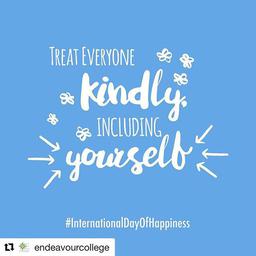 TREAT EVERYONE
kindly,
INCLUDING
yourself
#InternationalDayOfHappiness
endeavourcollege